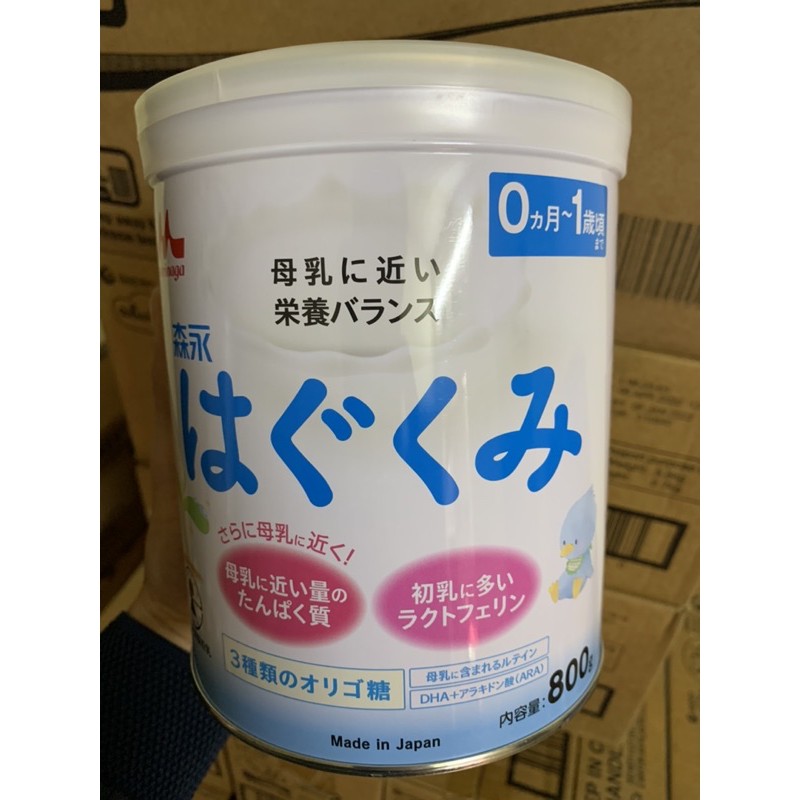 0ヵ月~1歳頃
まで
母乳に近い
栄養バランス
森永
はぐくみ
さらに母乳に近く!
母乳に近い量の
たんぱく質
初乳に多い
ラクトフェリン
3種類のオリゴ糖
母乳に含まれるルテイン
DHA+アラキドン酸(ARA)
内容量:800g
Made in Japan